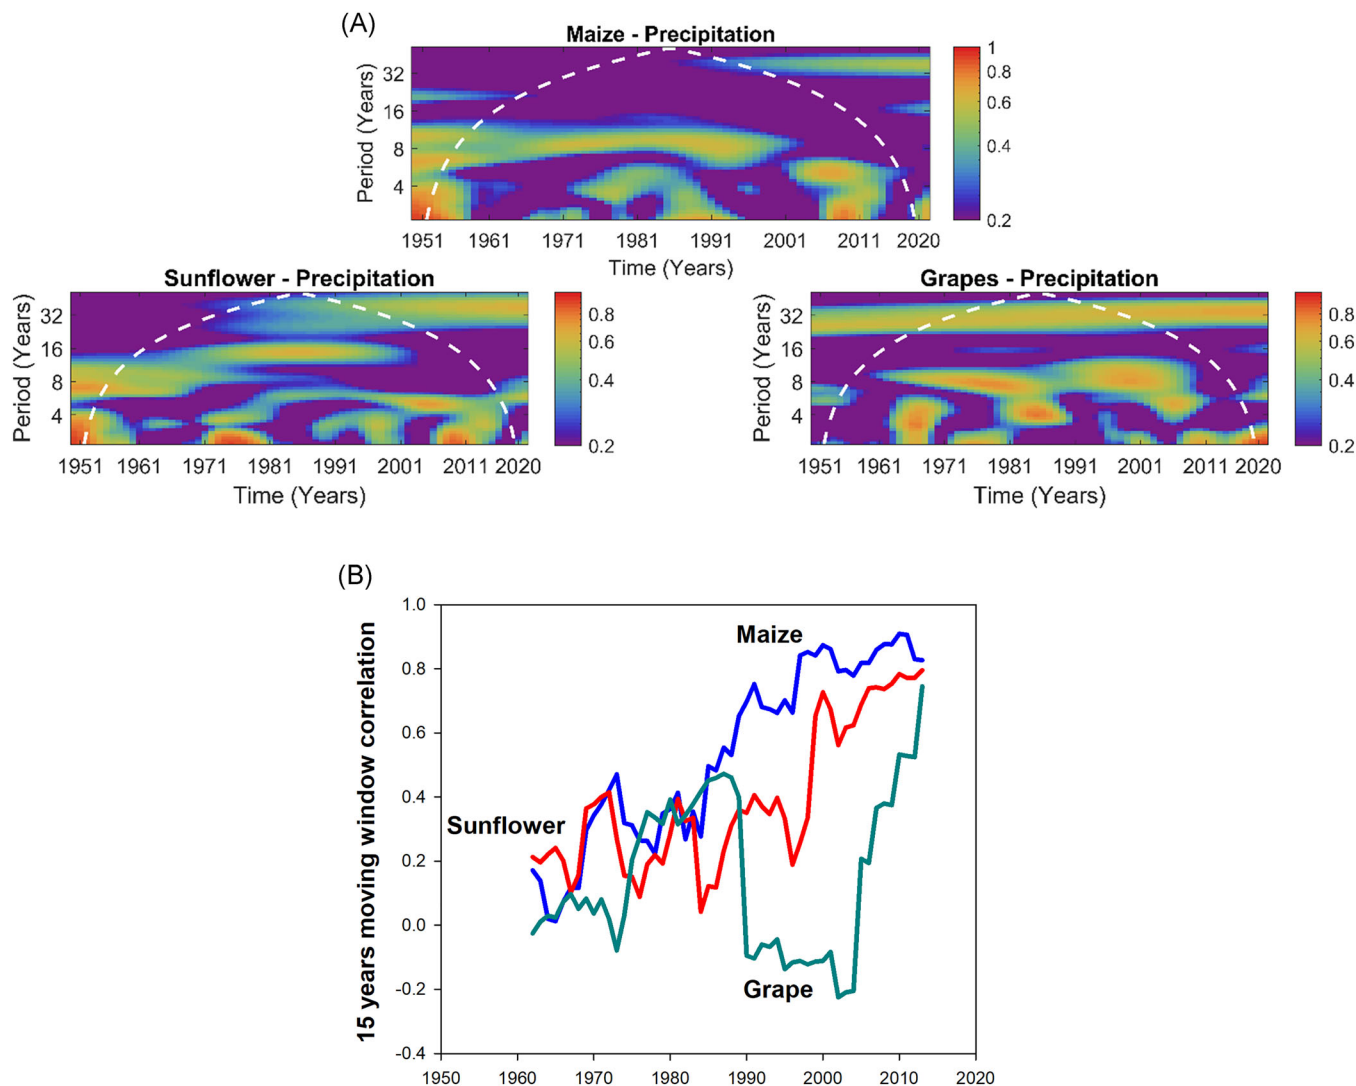 (A)
Maize - Precipitation
Period (Years)
32
16
8
4
1951 1961 1971 1981 1991 2001 2011 2020
Time (Years)
1
0.8
0.6
0.4
0.2
Sunflower - Precipitation
Period (Years)
32
16
8
4
1951 1961 1971 1981 1991 2001 2011 2020
Time (Years)
0.8
0.6
0.4
0.2
Grapes - Precipitation
Period (Years)
32
16
8
4
1951 1961 1971 1981 1991 2001 2011 2020
Time (Years)
0.8
0.6
0.4
0.2
(B)
15 years moving window correlation
1.0
0.8
0.6
0.4
0.2
0.0
-0.2
-0.4
Maize
Sunflower
Grape
1950 1960 1970 1980 1990 2000 2010 2020